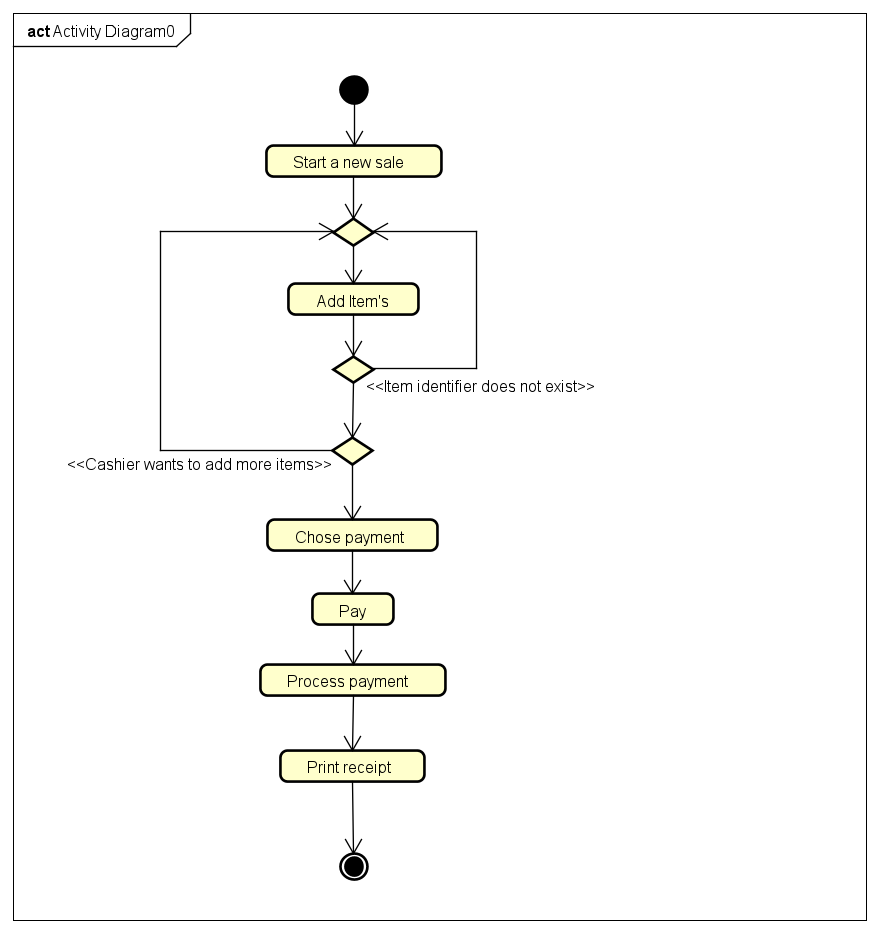 act Activity Diagram0
Start a new sale
Add Item's
<<Item identifier does not exist>>
<<Cashier wants to add more items>>
Chose payment
Pay
Process payment
Print receipt